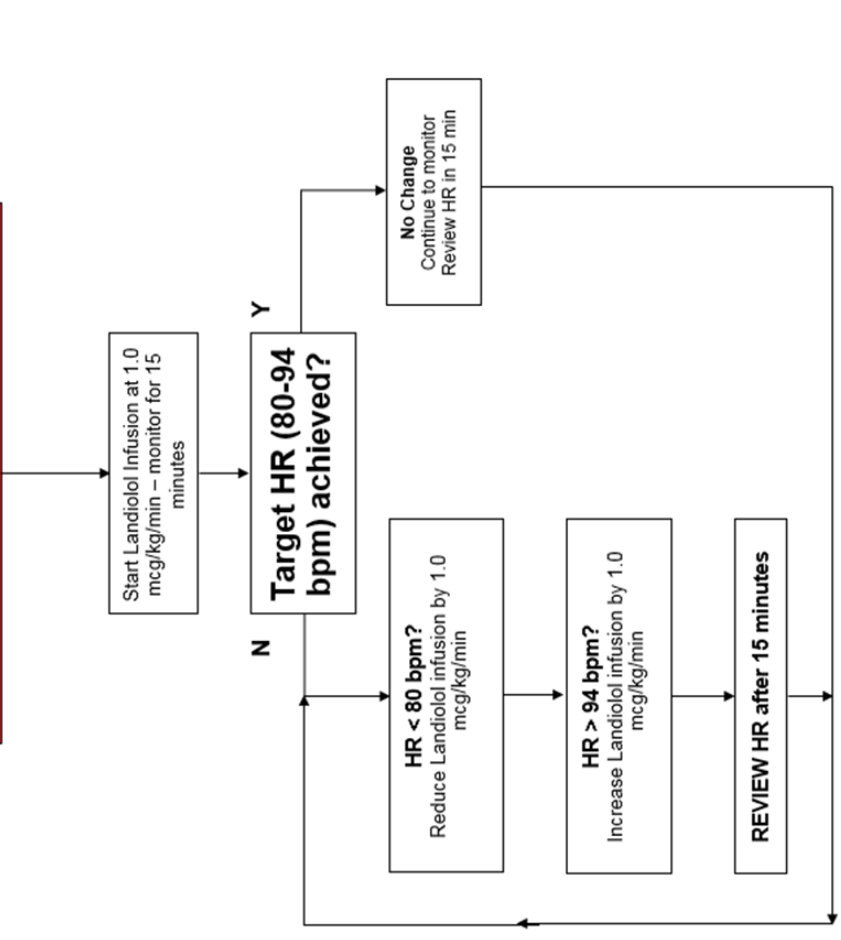 Start Landiolol Infusion at 1.0
mcg/kg/min – monitor for 15
minutes
Target HR (80-94
bpm) achieved?
N
Y
HR < 80 bpm?
Reduce Landiolol infusion by 1.0
mcg/kg/min
No Change
Continue to monitor
Review HR in 15 min
HR > 94 bpm?
Increase Landiolol infusion by 1.0
mcg/kg/min
REVIEW HR after 15 minutes